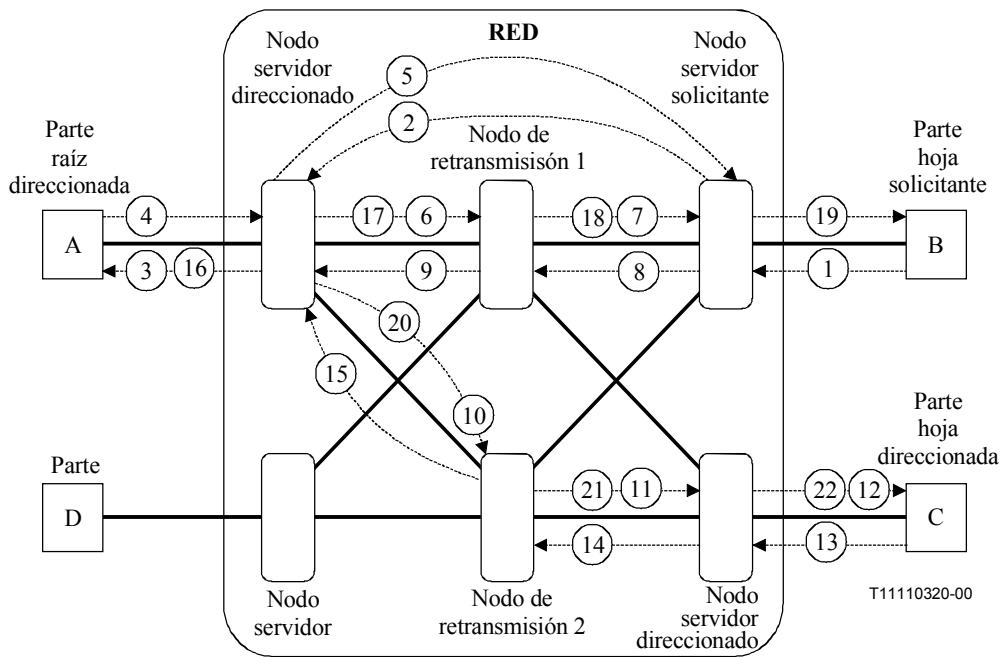 RED
Nodo
servidor
direccionado
Nodo
servidor
solicitante
5
2
Nodo de
retransmisisón 1
Parte
raíz
direccionada
Parte
hoja
solicitante
4
17
6
18
7
19
A
B
3
16
9
8
1
20
15
10
Parte
hoja
direccionada
Parte
D
21
11
22
12
C
14
13
T11110320-00
Nodo
servidor
Nodo de
retransmisión 2
Nodo
servidor
direccionado